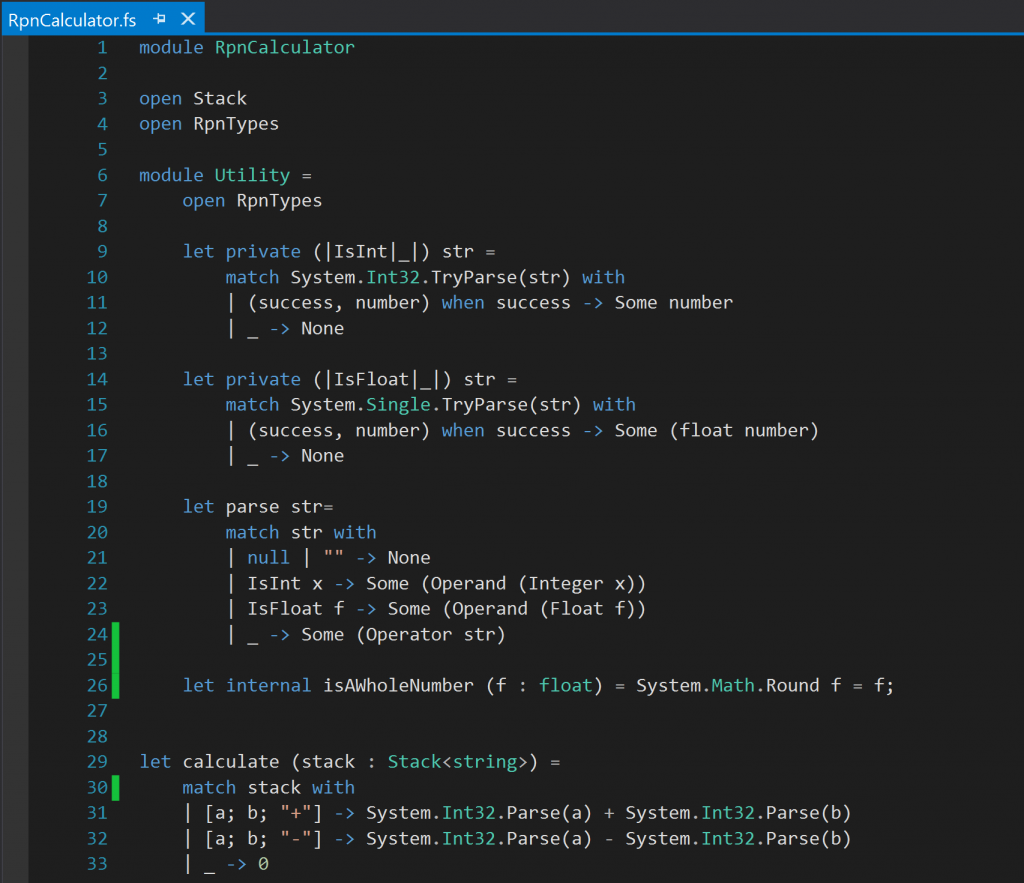 RpnCalculator.fs
1 module RpnCalculator
2
3 open Stack
4 open RpnTypes
5
6 module Utility =
7     open RpnTypes
8
9     let private (|IsInt|_|) str =
10         match System.Int32.TryParse(str) with
11         | (success, number) when success -> Some number
12         | _ -> None
13
14     let private (|IsFloat|_|) str =
15         match System.Single.TryParse(str) with
16         | (success, number) when success -> Some (float number)
17         | _ -> None
18
19     let parse str=
20         match str with
21         | null | "" -> None
22         | IsInt x -> Some (Operand (Integer x))
23         | IsFloat f -> Some (Operand (Float f))
24         | _ -> Some (Operator str)
25
26     let internal isAWholeNumber (f : float) = System.Math.Round f = f;
27
28
29 let calculate (stack : Stack<string>) =
30     match stack with
31     | [a; b; "+"] -> System.Int32.Parse(a) + System.Int32.Parse(b)
32     | [a; b; "-"] -> System.Int32.Parse(a) - System.Int32.Parse(b)
33     | _ -> 0